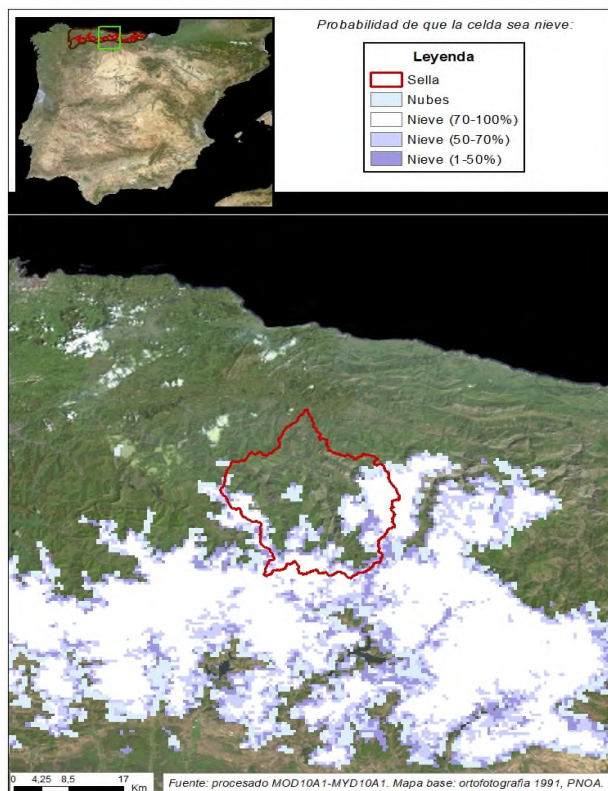 Probabilidad de que la celda sea nieve:
Leyenda
Sella
Nubes
Nieve (70-100%)
Nieve (50-70%)
Nieve (1-50%)
0 4,25 8,5 17
Km
Fuente: procesado MOD10A1-MYD10A1. Mapa base: ortofotografia 1991, PNOA.